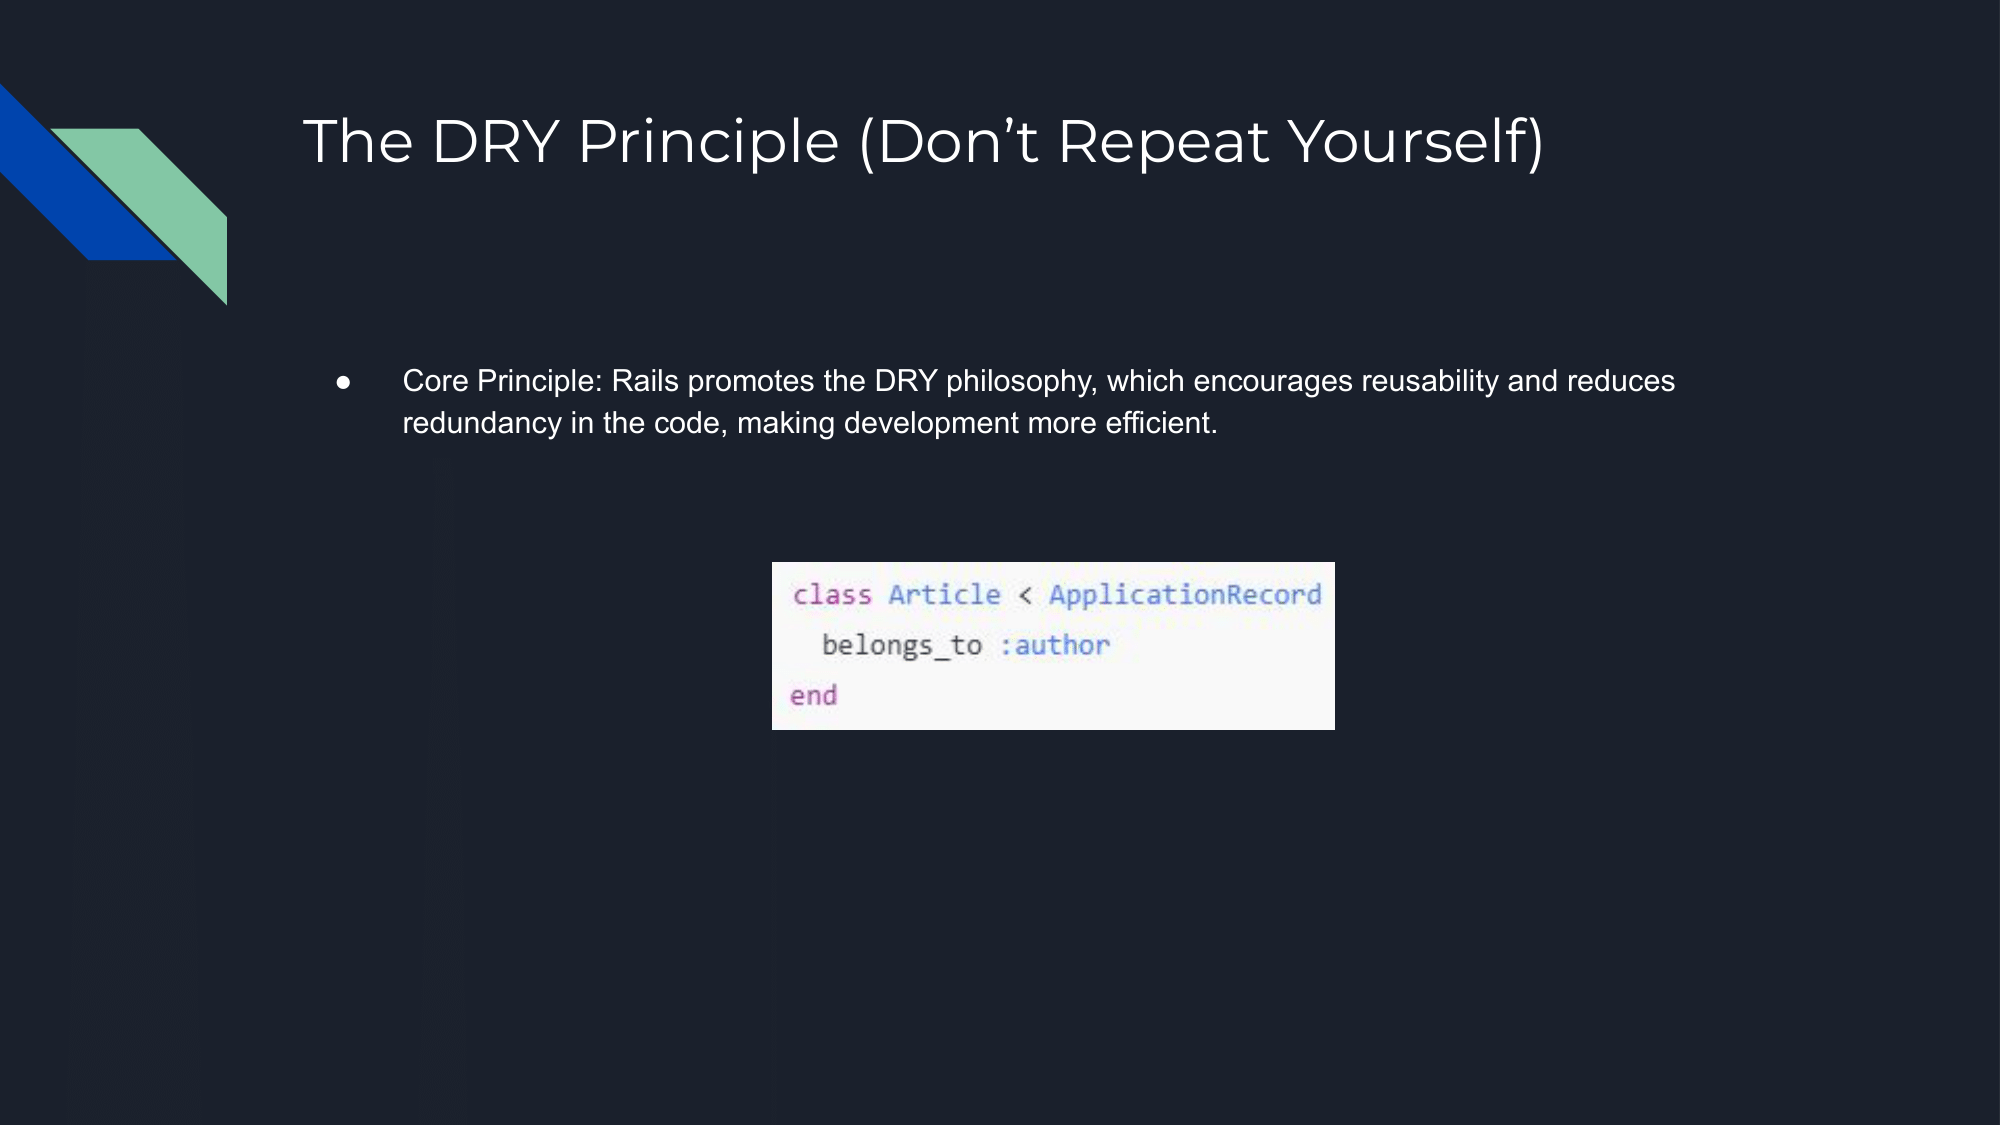 The DRY Principle (Don’t Repeat Yourself)
● Core Principle: Rails promotes the DRY philosophy, which encourages reusability and reduces
redundancy in the code, making development more efficient.
class Article < ApplicationRecord
  belongs_to :author
end